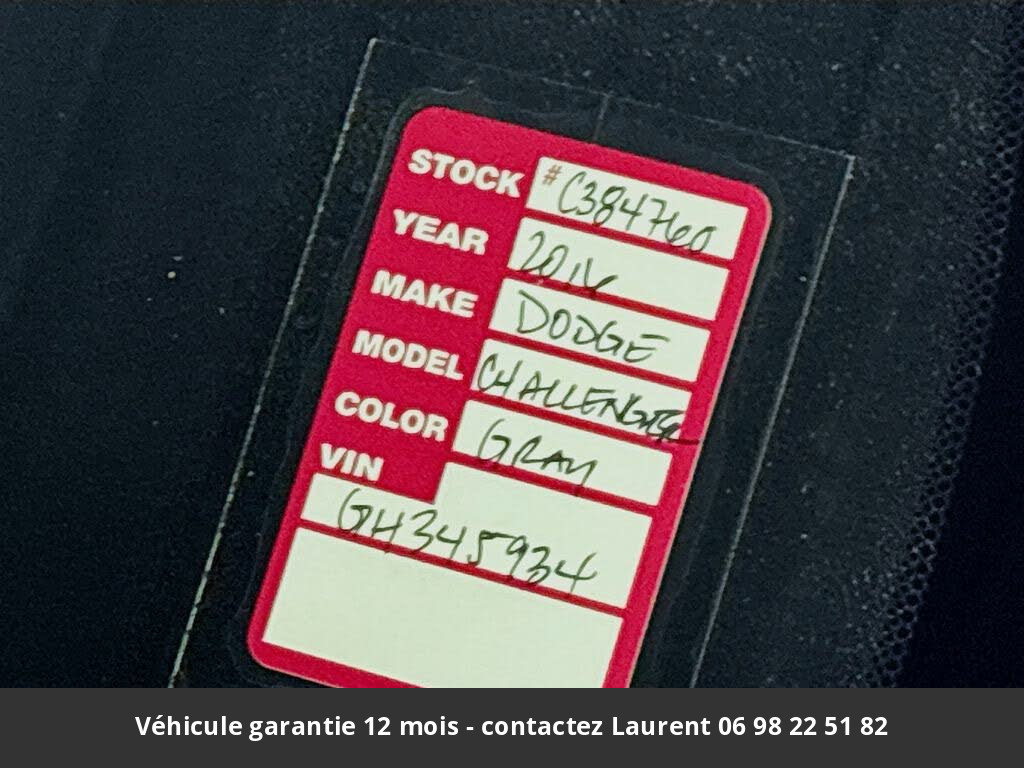 STOCK #C384760
YEAR 2016
MAKE DODGE
MODEL CHALLENGER
COLOR GRAY
VIN
GH345934
Véhicule garantie 12 mois - contactez Laurent 06 98 22 51 82